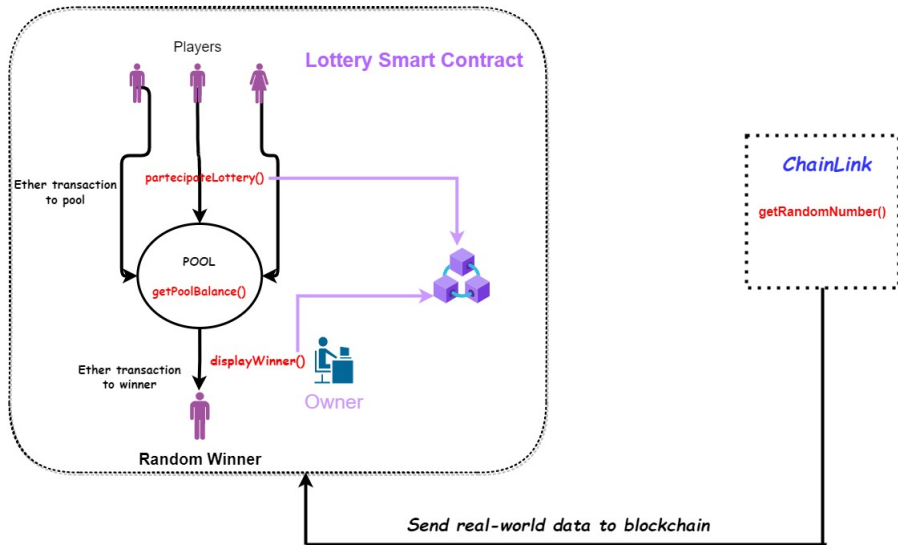 Players
Lottery Smart Contract
Ether transaction
to pool
partecipateLottery()
POOL
getPoolBalance()
Ether transaction
to winner
displayWinner()
Owner
Random Winner
ChainLink
getRandomNumber()
Send real-world data to blockchain